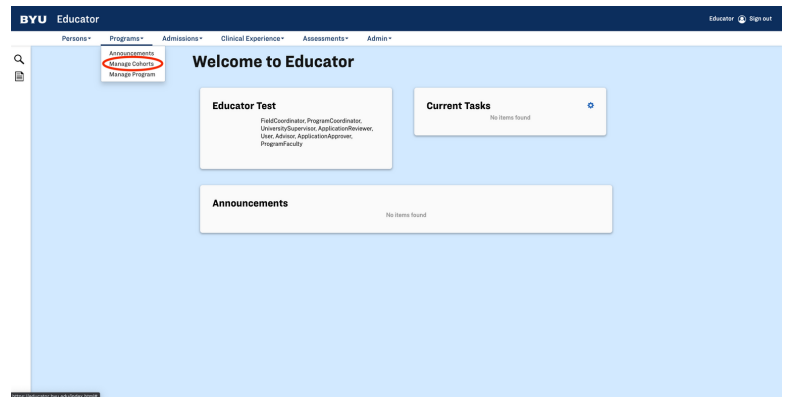 BYU Educator
Educator Sign out
Persons Programs Admissions Clinical Experience Assessments Admin
Announcements
Manage Cohorts
Manage Program
Welcome to Educator
Educator Test
FieldCoordinator, ProgramCoordinator,
UniversitySupervisor, ApplicationReviewer,
User, Advisor, ApplicationApprover,
ProgramFaculty
Current Tasks
No items found
Announcements
No items found